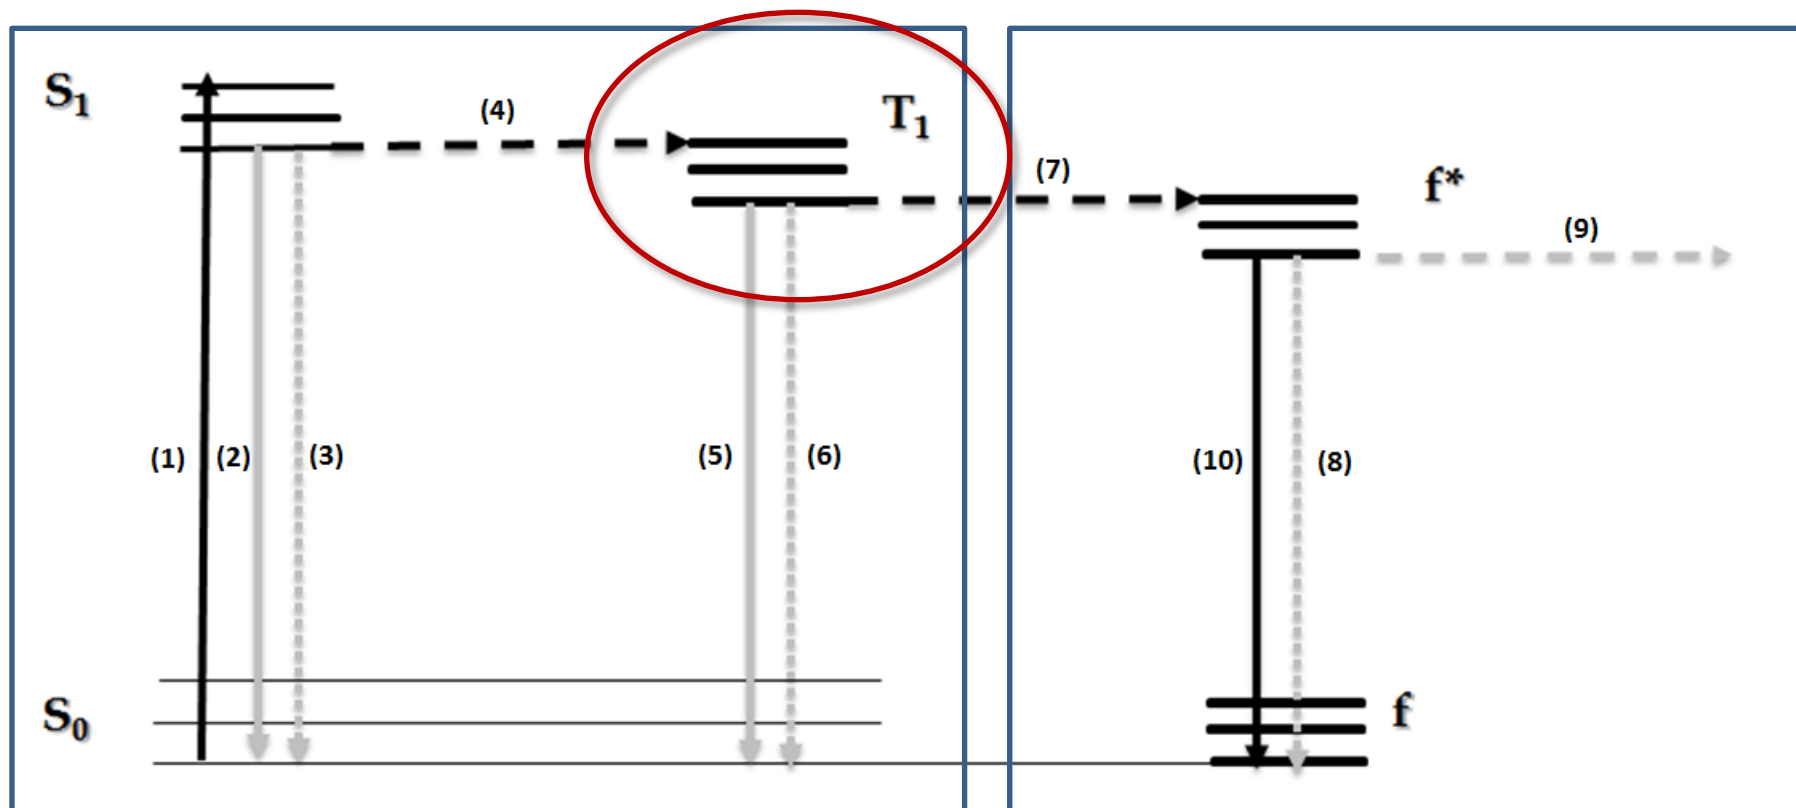 S₁
(4)
T₁
(7)
f*
(9)
(1)
(2)
(3)
(5)
(6)
(10)
(8)
S₀
f